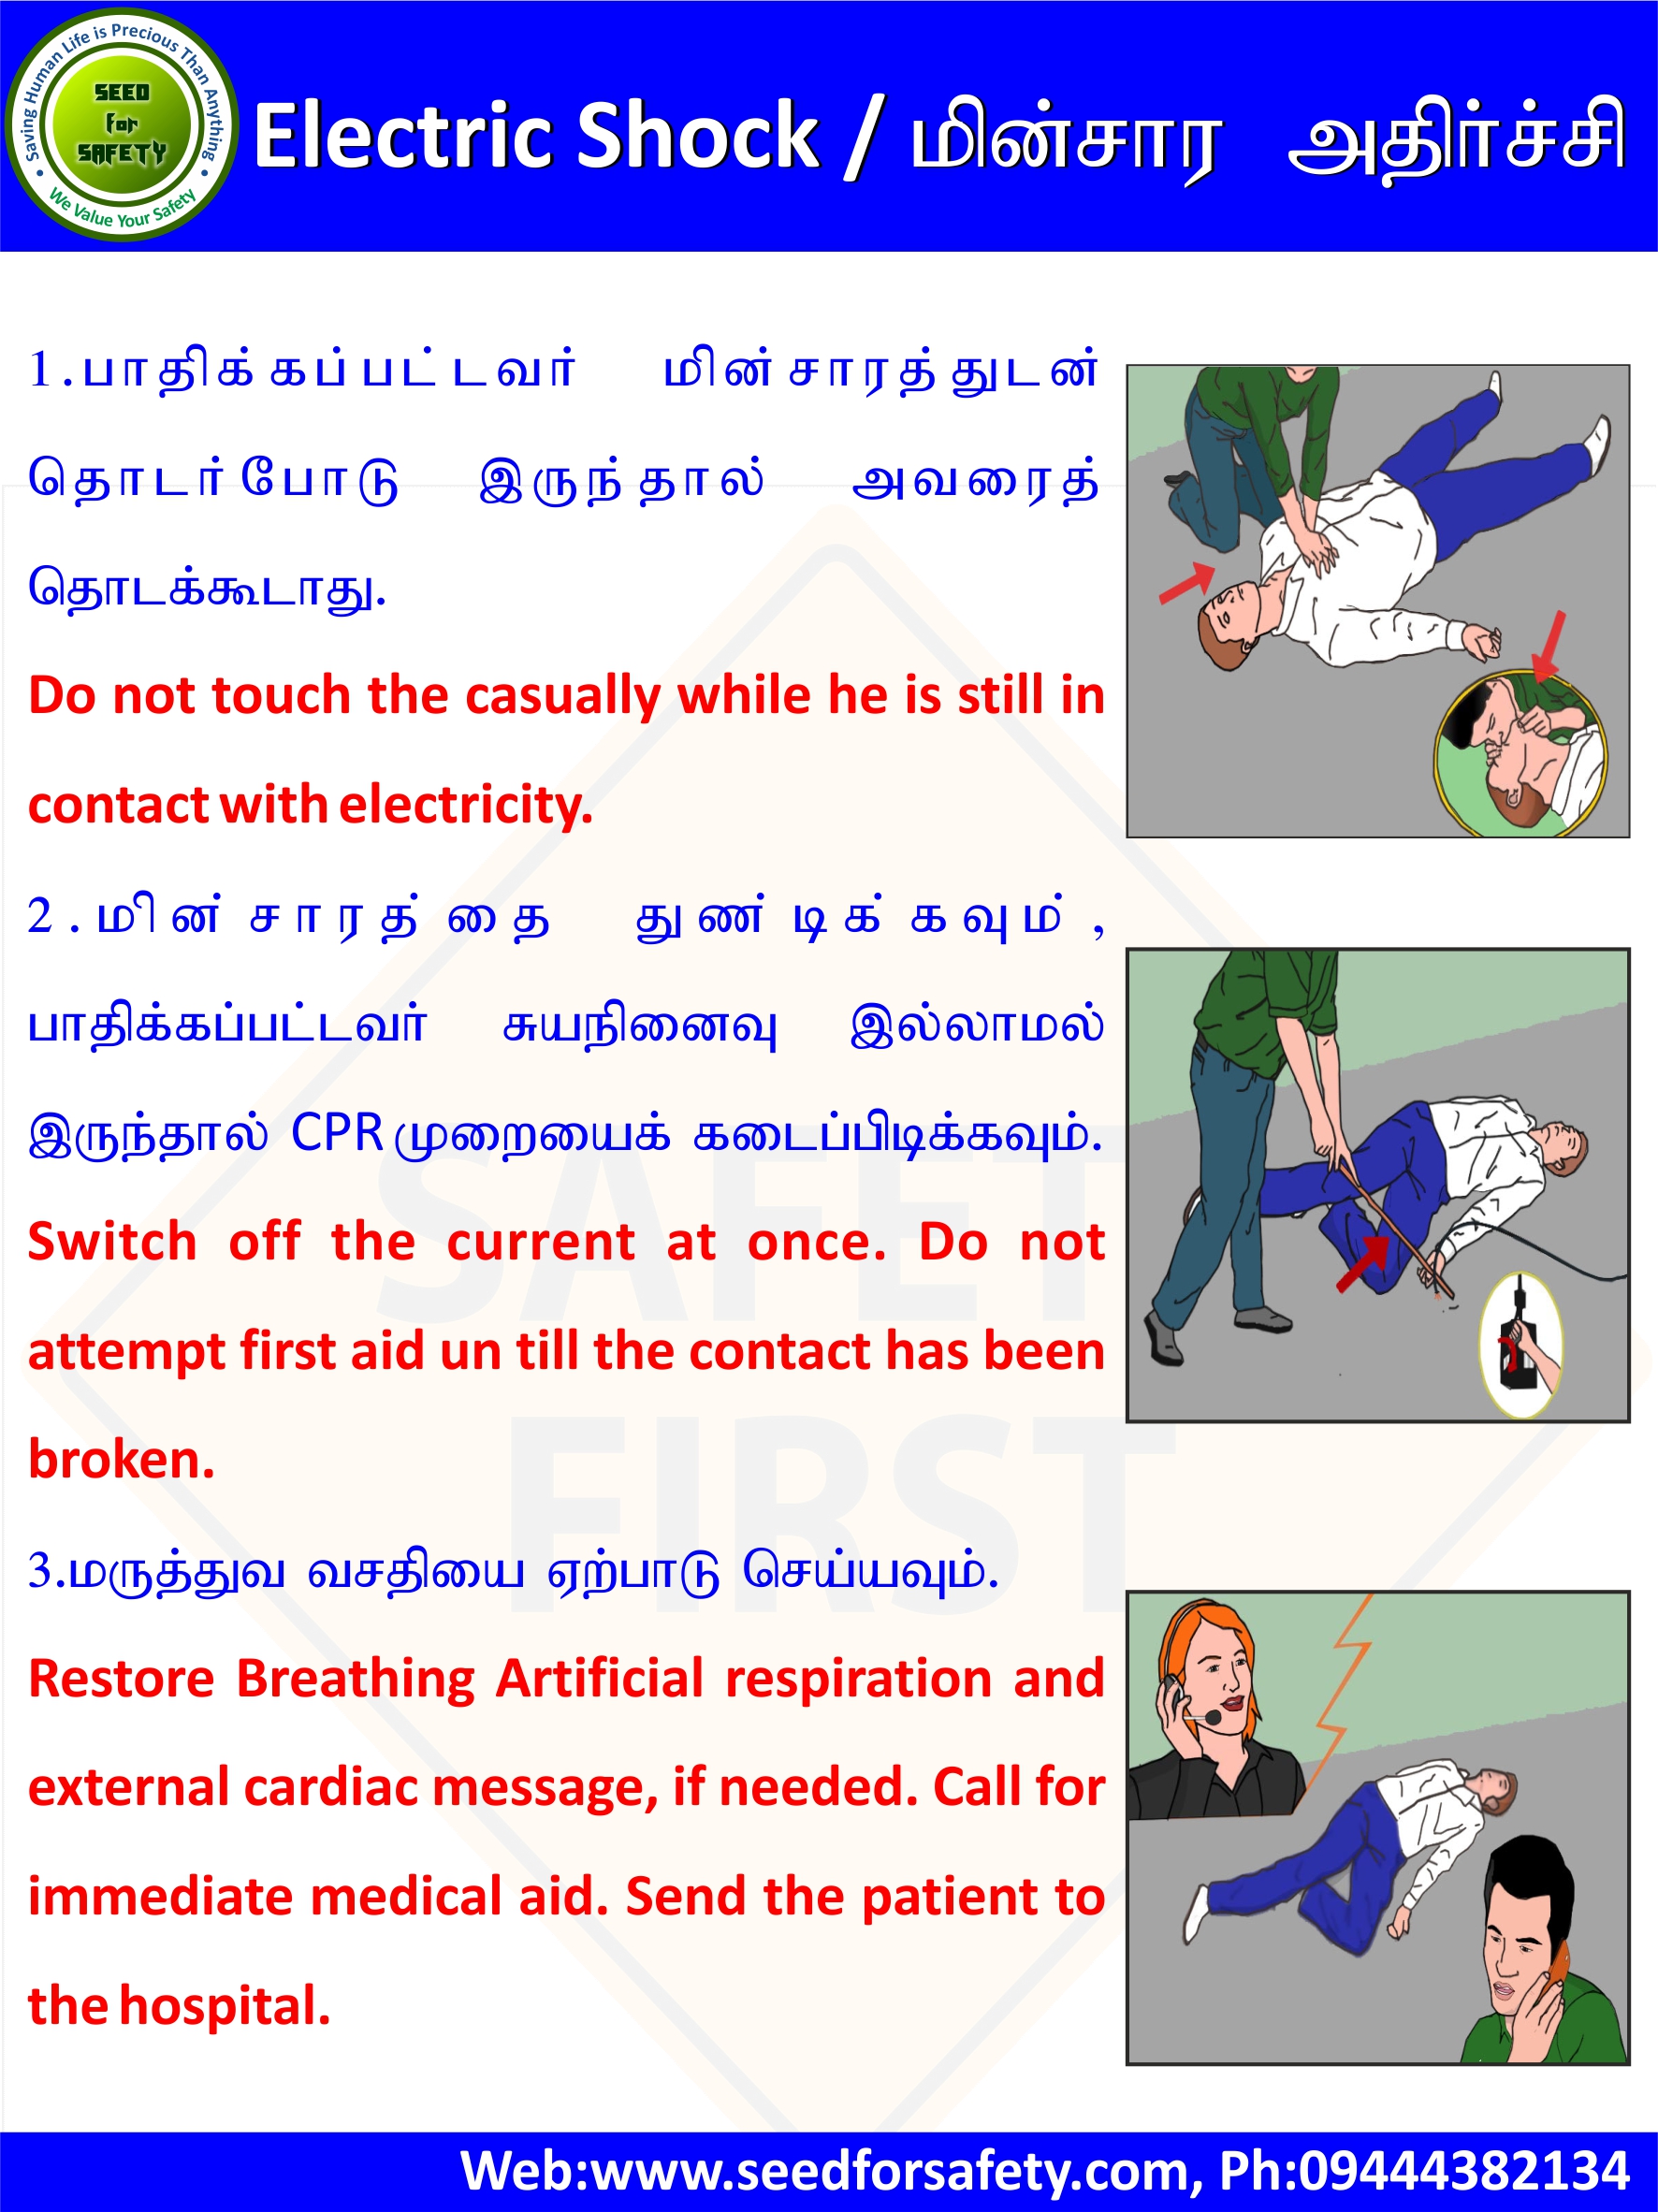 Saving Human Life is Precious Than Anything
SEED
for
SAFETY
We Value Your Safety
Electric Shock / மின்சார அதிர்ச்சி
1.பாதிக்கப்பட்டவர் மின்சாரத்துடன்
தொடர்போடு இருந்தால் அவரைத்
தொடக்கூடாது.
Do not touch the casually while he is still in
contact with electricity.
2.மின்சாரத்தை துண்டிக்கவும்,
பாதிக்கப்பட்டவர் சுயநினைவு இல்லாமல்
இருந்தால் CPR முறையைக் கடைப்பிடிக்கவும்.
Switch off the current at once. Do not
attempt first aid un till the contact has been
broken.
3.மருத்துவ வசதியை ஏற்பாடு செய்யவும்.
Restore Breathing Artificial respiration and
external cardiac message, if needed. Call for
immediate medical aid. Send the patient to
the hospital.
SAFET
FIRST
Web:www.seedforsafety.com, Ph:09444382134